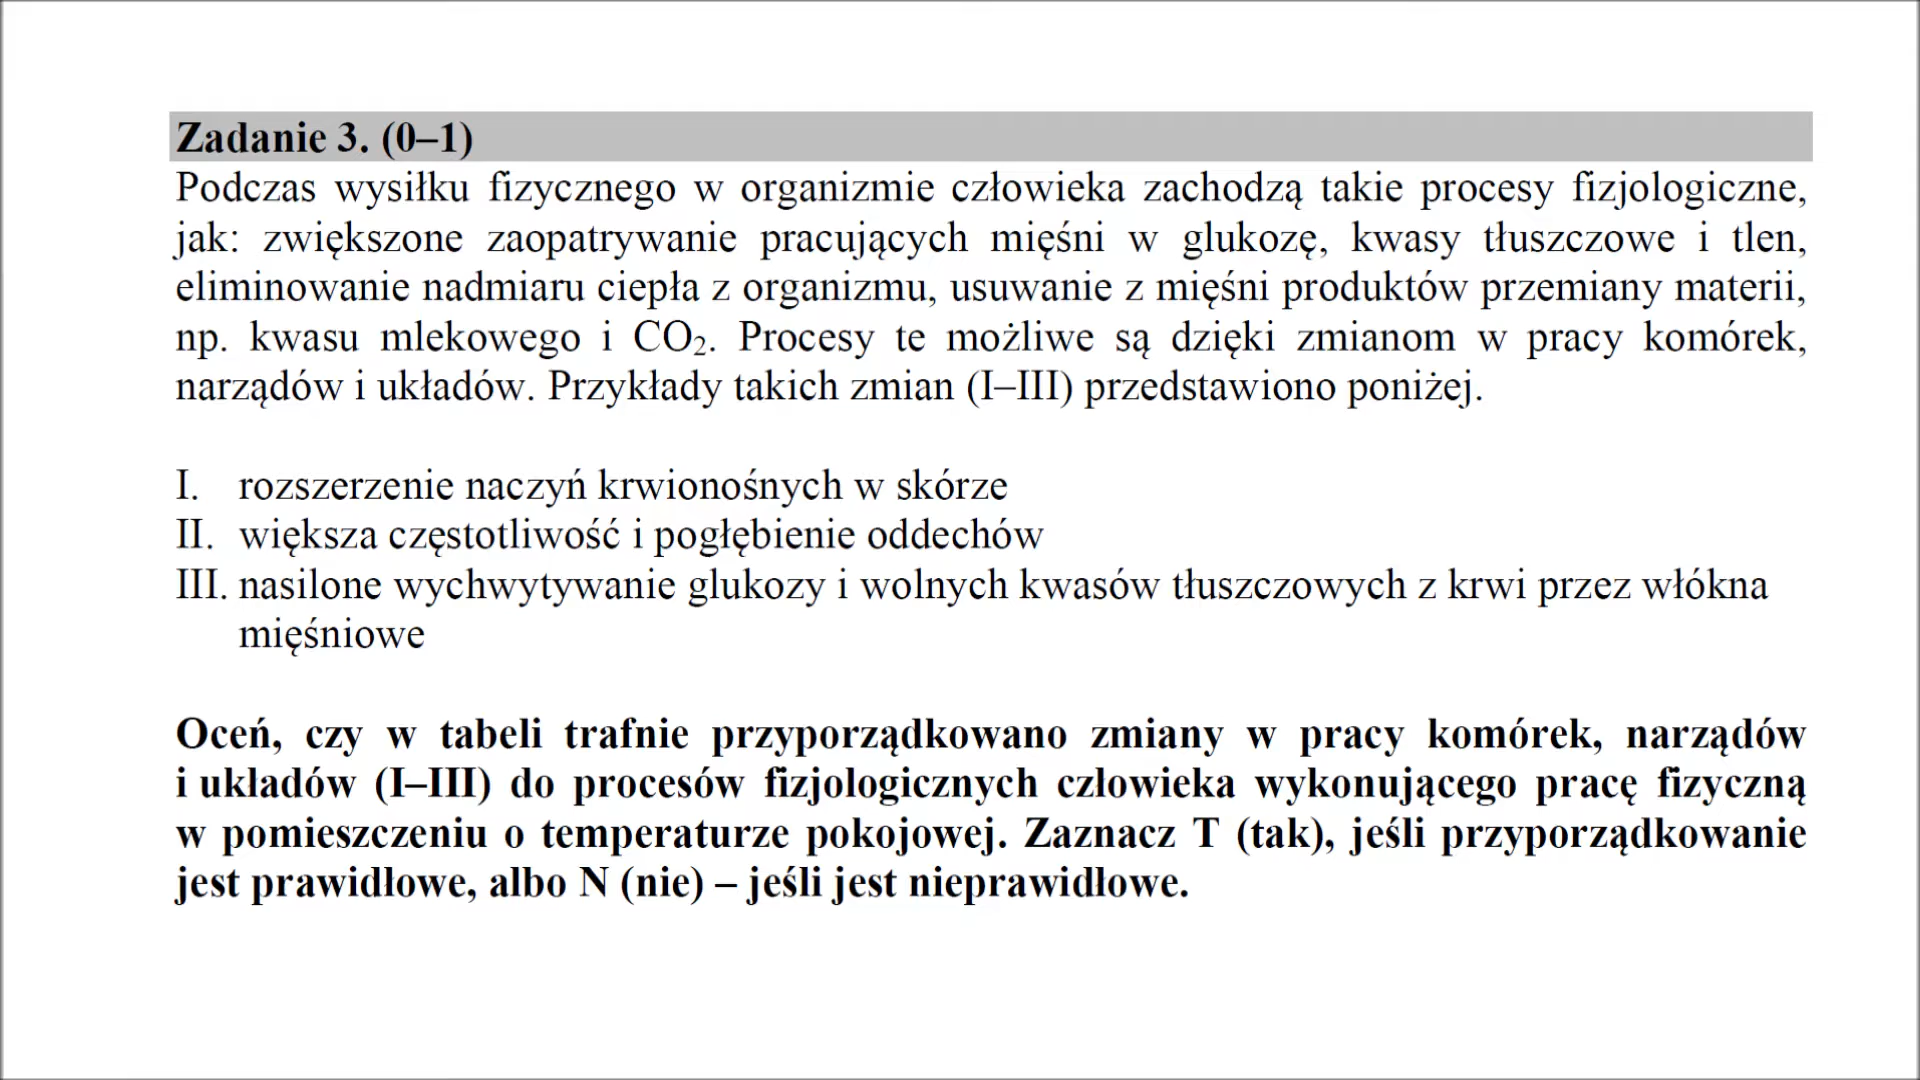 Zadanie 3. (0–1)
Podczas wysiłku fizycznego w organizmie człowieka zachodzą takie procesy fizjologiczne,
jak: zwiększone zaopatrywanie pracujących mięśni w glukozę, kwasy tłuszczowe i tlen,
eliminowanie nadmiaru ciepła z organizmu, usuwanie z mięśni produktów przemiany materii,
np. kwasu mlekowego i CO₂. Procesy te możliwe są dzięki zmianom w pracy komórek,
narządów i układów. Przykłady takich zmian (I–III) przedstawiono poniżej.
I. rozszerzenie naczyń krwionośnych w skórze
II. większa częstotliwość i pogłębienie oddechów
III. nasilone wychwytywanie glukozy i wolnych kwasów tłuszczowych z krwi przez włókna
mięśniowe
Oceń, czy w tabeli trafnie przyporządkowano zmiany w pracy komórek, narządów
i układów (I–III) do procesów fizjologicznych człowieka wykonującego pracę fizyczną
w pomieszczeniu o temperaturze pokojowej. Zaznacz T (tak), jeśli przyporządkowanie
jest prawidłowe, albo N (nie) – jeśli jest nieprawidłowe.